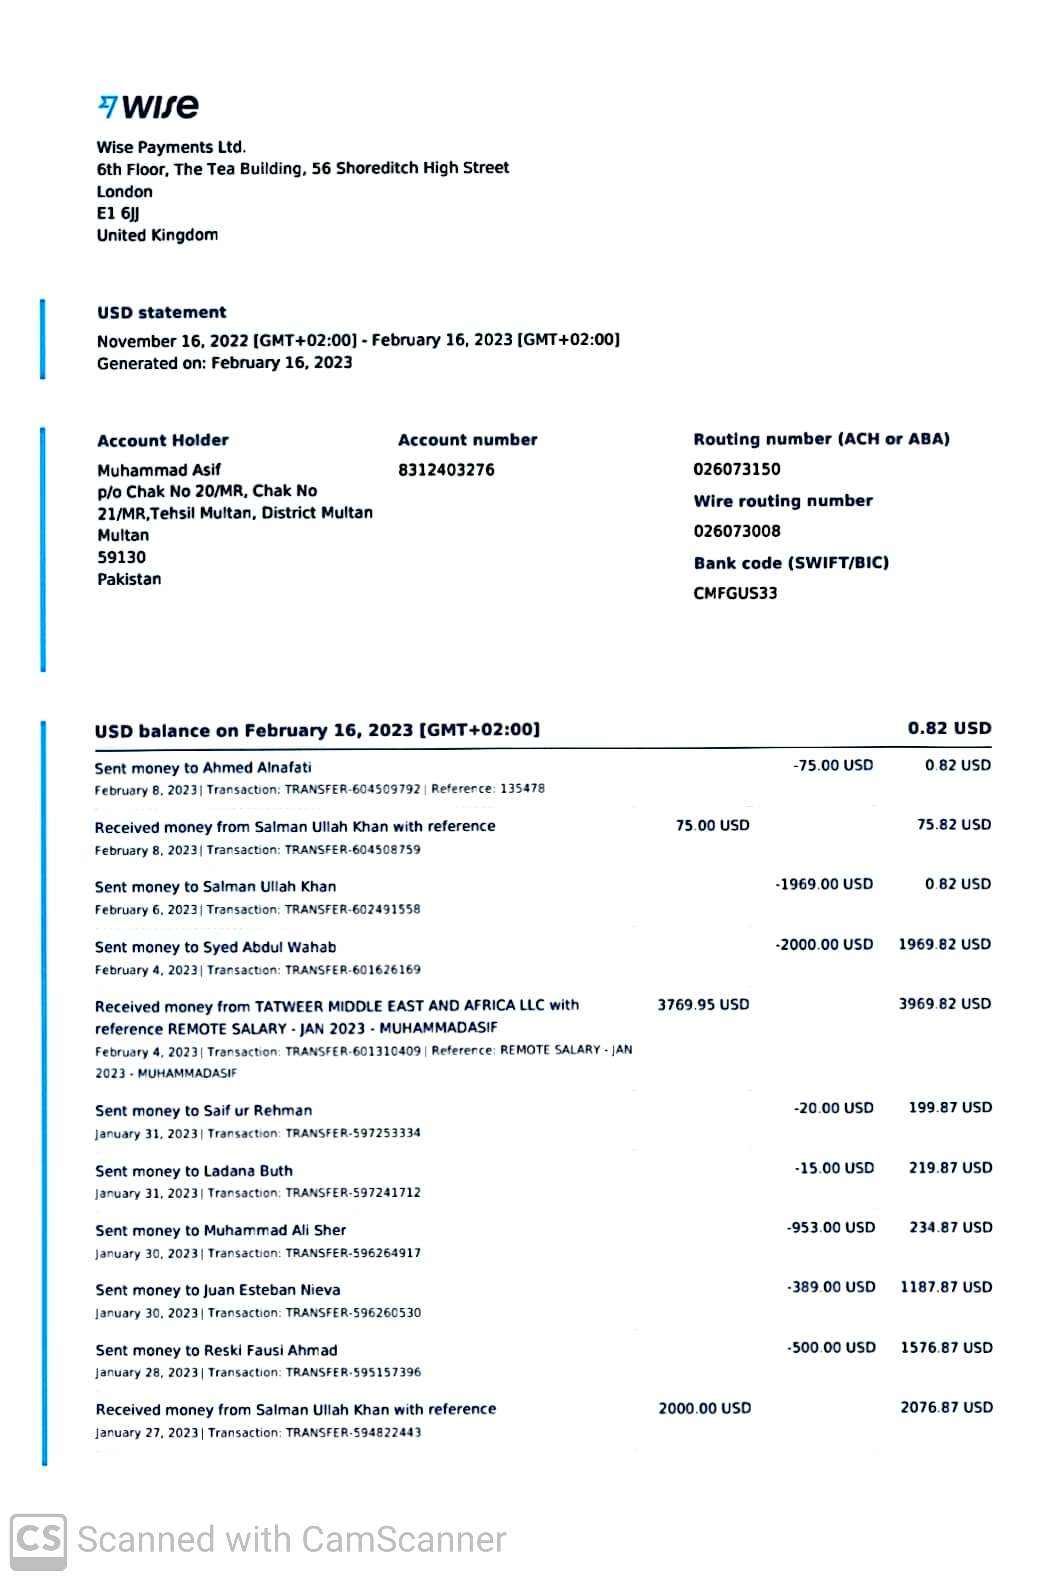 wise
Wise Payments Ltd.
6th Floor, The Tea Building, 56 Shoreditch High Street
London
E1 6JJ
United Kingdom
USD statement
November 16, 2022 [GMT+02:00] - February 16, 2023 [GMT+02:00]
Generated on: February 16, 2023
Account Holder
Muhammad Asif
p/o Chak No 20/MR, Chak No
21/MR,Tehsil Multan, District Multan
Multan
59130
Pakistan
Account number
8312403276
Routing number (ACH or ABA)
026073150
Wire routing number
026073008
Bank code (SWIFT/BIC)
CMFGUS33
USD balance on February 16, 2023 [GMT+02:00] 0.82 USD
Sent money to Ahmed Alnafati -75.00 USD 0.82 USD
February 8, 2023 | Transaction: TRANSFER-604509792 | Reference: 135478
Received money from Salman Ullah Khan with reference 75.00 USD 75.82 USD
February 8, 2023 | Transaction: TRANSFER-604508759
Sent money to Salman Ullah Khan -1969.00 USD 0.82 USD
February 6, 2023 | Transaction: TRANSFER-602491558
Sent money to Syed Abdul Wahab -2000.00 USD 1969.82 USD
February 4, 2023 | Transaction: TRANSFER-601626169
Received money from TATWEER MIDDLE EAST AND AFRICA LLC with 3769.95 USD 3969.82 USD
reference REMOTE SALARY - JAN 2023 - MUHAMMADASIF
February 4, 2023 | Transaction: TRANSFER-601310409 | Reference: REMOTE SALARY - JAN
2023 - MUHAMMADASIF
Sent money to Saif ur Rehman -20.00 USD 199.87 USD
January 31, 2023 | Transaction: TRANSFER-597253334
Sent money to Ladana Buth -15.00 USD 219.87 USD
January 31, 2023 | Transaction: TRANSFER-597241712
Sent money to Muhammad Ali Sher -953.00 USD 234.87 USD
January 30, 2023 | Transaction: TRANSFER-596264917
Sent money to Juan Esteban Nieva -389.00 USD 1187.87 USD
January 30, 2023 | Transaction: TRANSFER-596260530
Sent money to Reski Fausi Ahmad -500.00 USD 1576.87 USD
January 28, 2023 | Transaction: TRANSFER-595157396
Received money from Salman Ullah Khan with reference 2000.00 USD 2076.87 USD
January 27, 2023 | Transaction: TRANSFER-594822443
CS Scanned with CamScanner